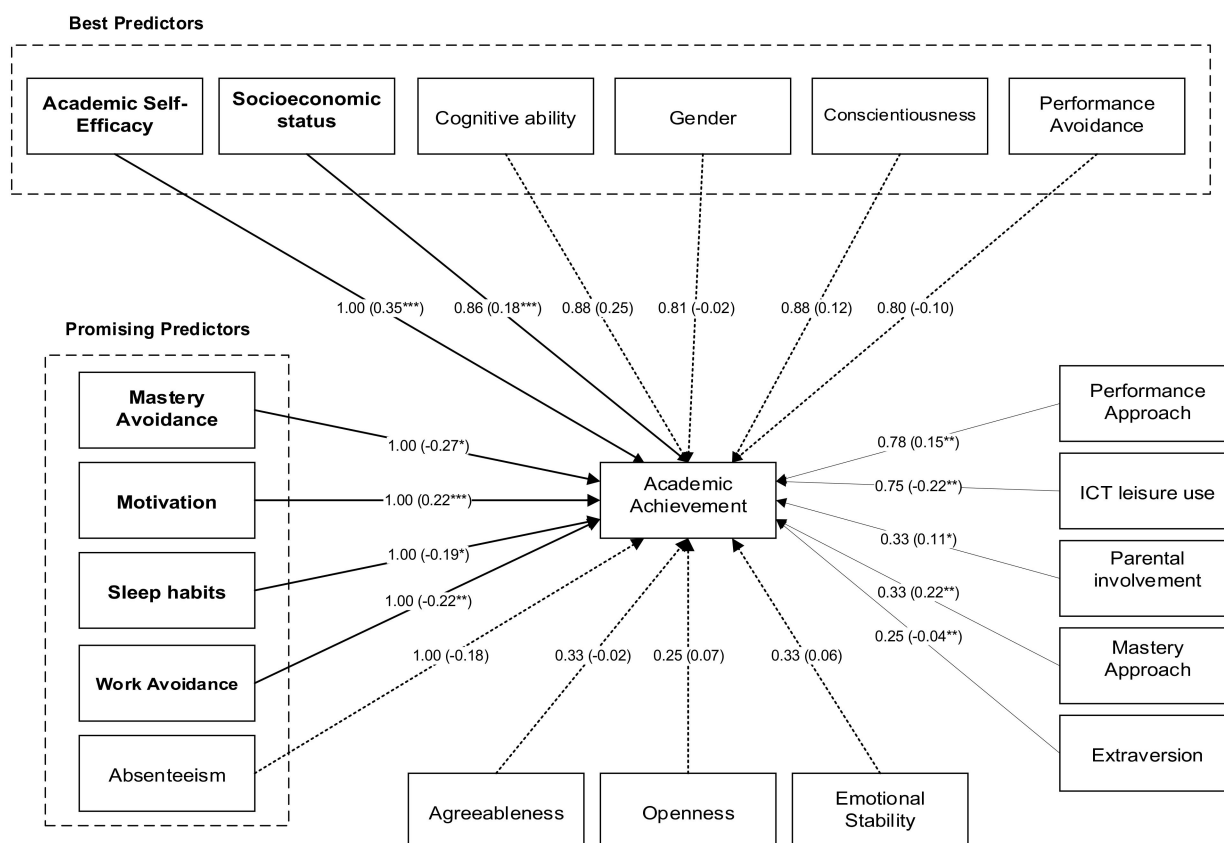 Best Predictors
Academic Self-
Efficacy
Socioeconomic
status
Cognitive ability
Gender
Conscientiousness
Performance
Avoidance
1.00 (0.35***)
0.86 (0.18***)
0.88 (0.25)
0.81 (-0.02)
0.88 (0.12)
0.80 (-0.10)
Promising Predictors
Mastery
Avoidance
Motivation
Sleep habits
Work Avoidance
Absenteeism
1.00 (-0.27*)
1.00 (0.22***)
1.00 (-0.19*)
1.00 (-0.22**)
1.00 (-0.18)
Academic
Achievement
0.33 (-0.02)
0.25 (0.07)
0.33 (0.06)
0.78 (0.15**)
0.75 (-0.22**)
0.33 (0.11*)
0.33 (0.22**)
0.25 (-0.04**)
Performance
Approach
ICT leisure use
Parental
involvement
Mastery
Approach
Extraversion
Agreeableness
Openness
Emotional
Stability